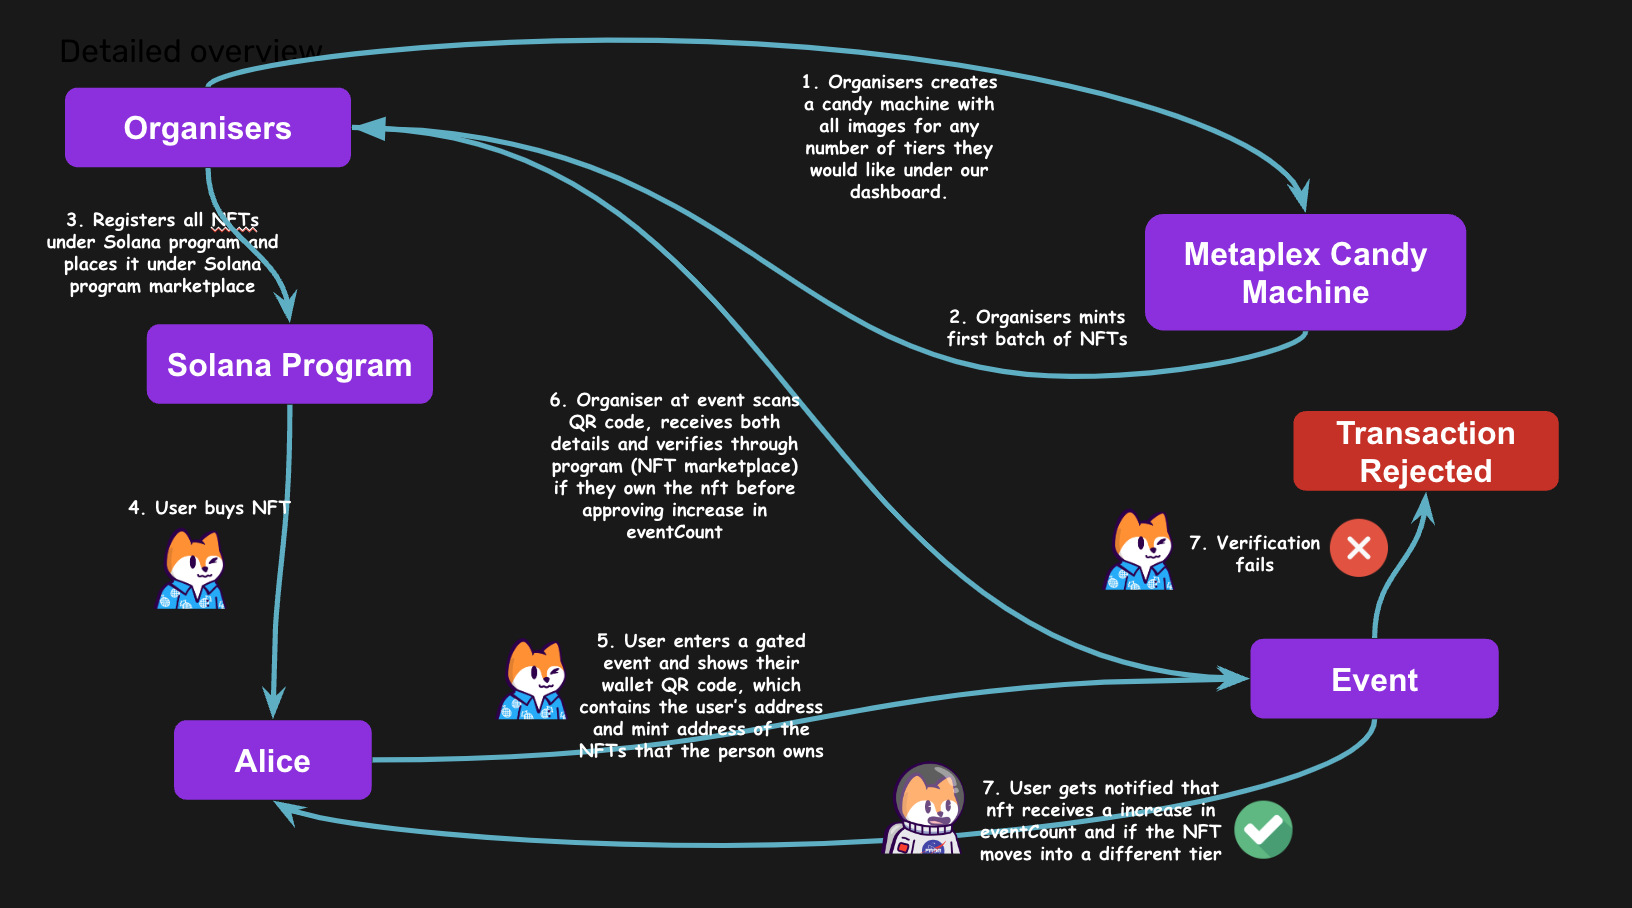 Detailed overview
Organisers
1. Organisers creates
a candy machine with
all images for any
number of tiers they
would like under our
dashboard.
3. Registers all NFTs
under Solana program and
places it under Solana
program marketplace
Metaplex Candy
Machine
2. Organisers mints
first batch of NFTs
Solana Program
6. Organiser at event scans
QR code, receives both
details and verifies through
program (NFT marketplace)
if they own the nft before
approving increase in
eventCount
Transaction
Rejected
4. User buys NFT
7. Verification
fails
5. User enters a gated
event and shows their
wallet QR code, which
contains the user's address
and mint address of the
NFTs that the person owns
Event
Alice
7. User gets notified that
nft receives a increase in
eventCount and if the NFT
moves into a different tier